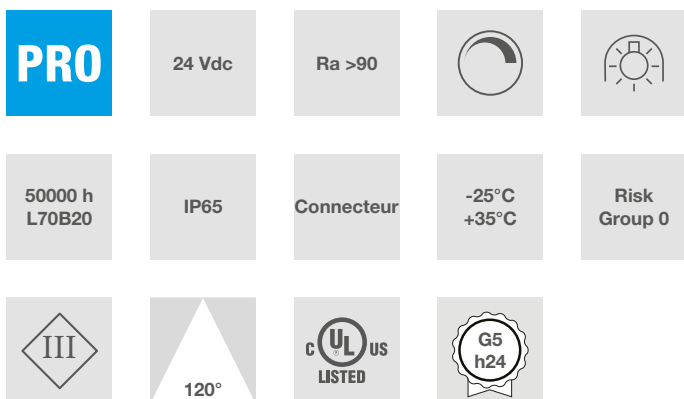 PRO
24 Vdc
Ra >90
50000 h
L70B20
IP65
Connecteur
-25°C
+35°C
Risk
Group 0
III
120°
C UL US
®
LISTED
G5
h24